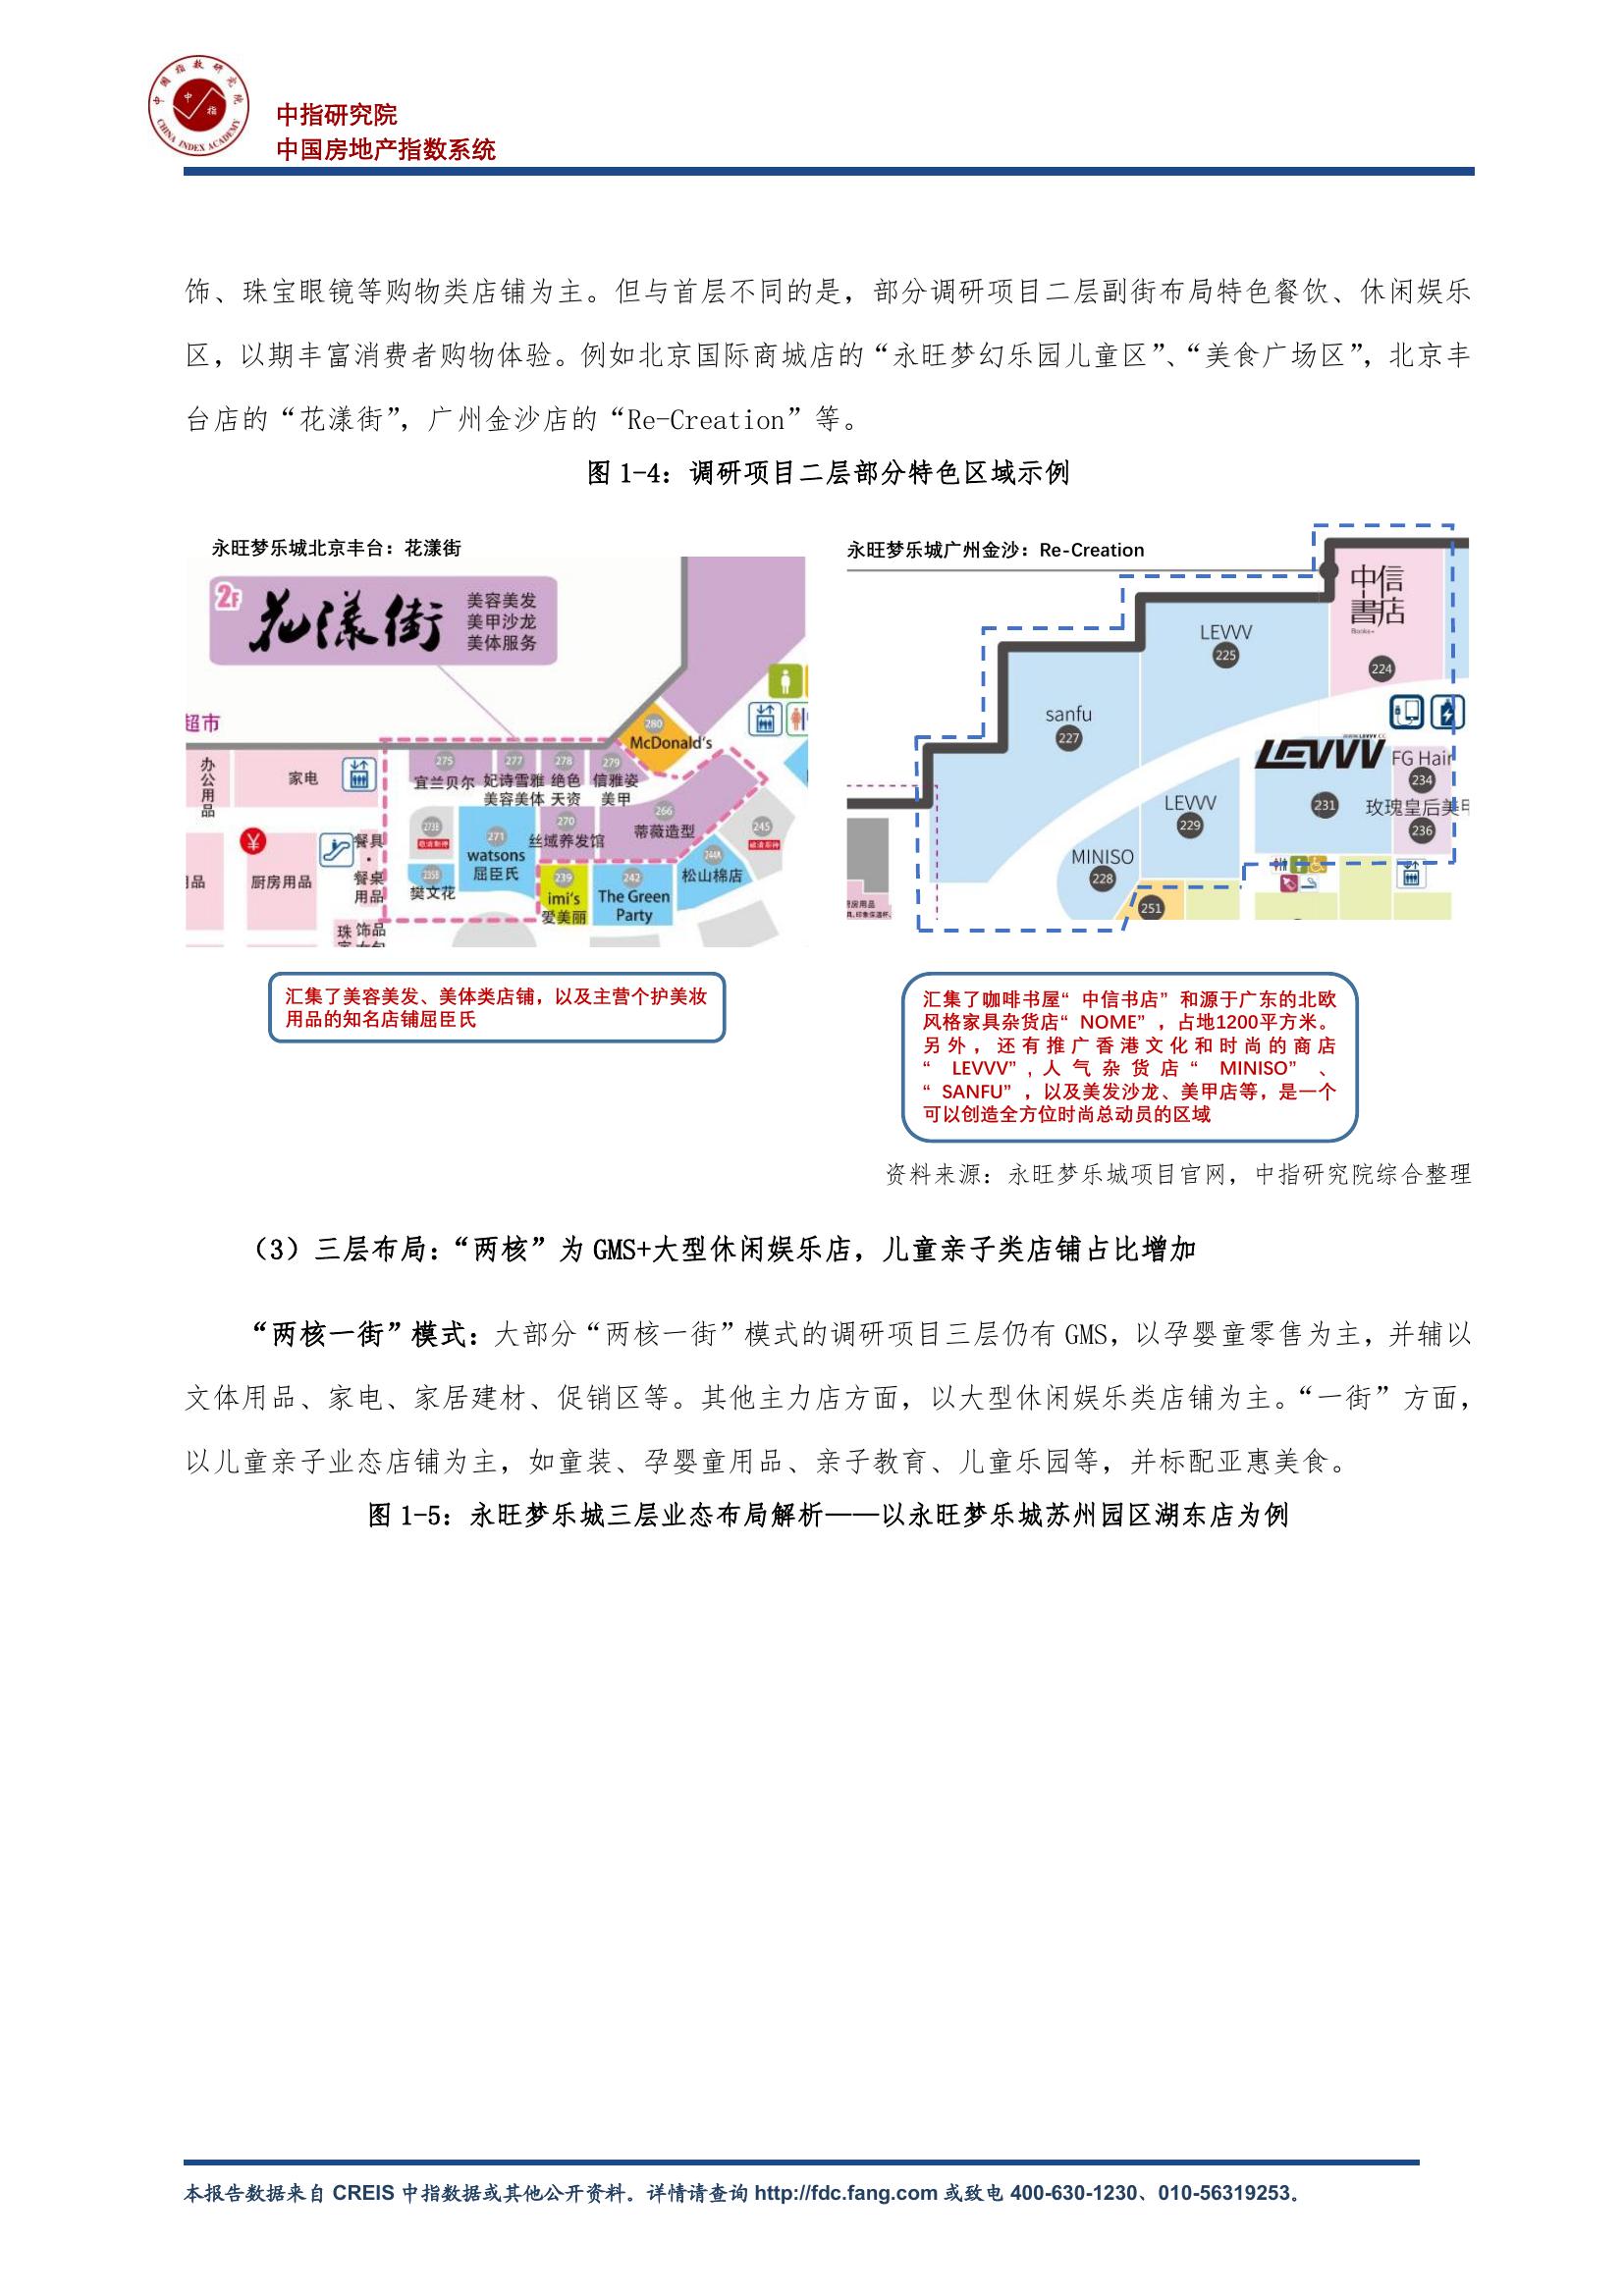 中国指数研究院
中 指
CHINA INDEX ACADEMY
中指研究院
中国房地产指数系统
饰、珠宝眼镜等购物类店铺为主。但与首层不同的是，部分调研项目二层副街布局特色餐饮、休闲娱乐
区，以期丰富消费者购物体验。例如北京国际商城店的“永旺梦幻乐园儿童区”、“美食广场区”，北京丰
台店的“花漾街”，广州金沙店的“Re-Creation”等。
图 1-4：调研项目二层部分特色区域示例
永旺梦乐城北京丰台：花漾街
2F
花漾街
美容美发
美甲沙龙
美体服务
超市
280
McDonald's
办公用品
家电
275
宜兰贝尔
277
妃诗雪雅
美容美体
278
绝色
天资
279
信雅姿
美甲
273B
敬请期待
271
watsons
屈臣氏
270
丝域养发馆
266
蒂薇造型
245
敬请期待
244A
松山棉店
¥
餐具
·
餐桌
用品
品
厨房用品
235B
樊文花
239
imi's
爱美丽
242
The Green
Party
珠 饰品
永旺梦乐城广州金沙：Re-Creation
中信書店
Books+
224
LEVVV
225
sanfu
227
LEVVV
FG Hair
234
231
玫瑰皇后美甲
236
LEVVV
229
MINISO
228
251
厨房用品
汇集了美容美发、美体类店铺，以及主营个护美妆
用品的知名店铺屈臣氏
汇集了咖啡书屋“中信书店”和源于广东的北欧
风格家具杂货店“NOME”，占地1200平方米。
另外，还有推广香港文化和时尚的商店
“LEVVV”,人气杂货店“MINISO”、
“SANFU”，以及美发沙龙、美甲店等，是一个
可以创造全方位时尚总动员的区域
资料来源：永旺梦乐城项目官网，中指研究院综合整理
（3）三层布局：“两核”为 GMS+大型休闲娱乐店，儿童亲子类店铺占比增加
“两核一街”模式：大部分“两核一街”模式的调研项目三层仍有 GMS，以孕婴童零售为主，并辅以
文体用品、家电、家居建材、促销区等。其他主力店方面，以大型休闲娱乐类店铺为主。“一街”方面，
以儿童亲子业态店铺为主，如童装、孕婴童用品、亲子教育、儿童乐园等，并标配亚惠美食。
图 1-5：永旺梦乐城三层业态布局解析——以永旺梦乐城苏州园区湖东店为例
本报告数据来自 CREIS 中指数据或其他公开资料。详情请查询 http://fdc.fang.com 或致电 400-630-1230、010-56319253。